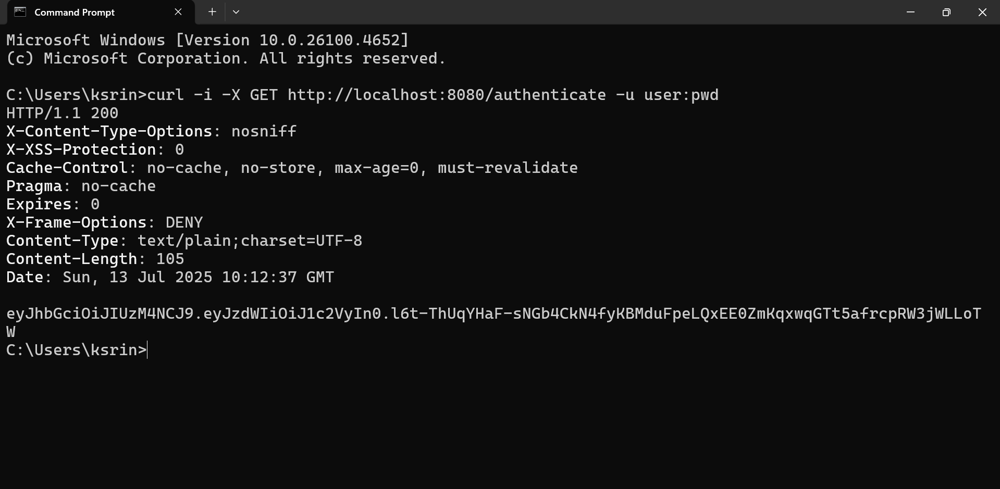 Command Prompt
Microsoft Windows [Version 10.0.26100.4652]
(c) Microsoft Corporation. All rights reserved.
C:\Users\ksrin>curl -i -X GET http://localhost:8080/authenticate -u user:pwd
HTTP/1.1 200
X-Content-Type-Options: nosniff
X-XSS-Protection: 0
Cache-Control: no-cache, no-store, max-age=0, must-revalidate
Pragma: no-cache
Expires: 0
X-Frame-Options: DENY
Content-Type: text/plain;charset=UTF-8
Content-Length: 105
Date: Sun, 13 Jul 2025 10:12:37 GMT
eyJhbGciOiJIUzM4NCJ9.eyJzdWIiOiJ1c2VyIn0.l6t-ThUqYHaF-sNGb4CkN4fyKBMduFpeLQxEE0ZmKqxwqGTt5afrcpRW3jWLLoT
W
C:\Users\ksrin>